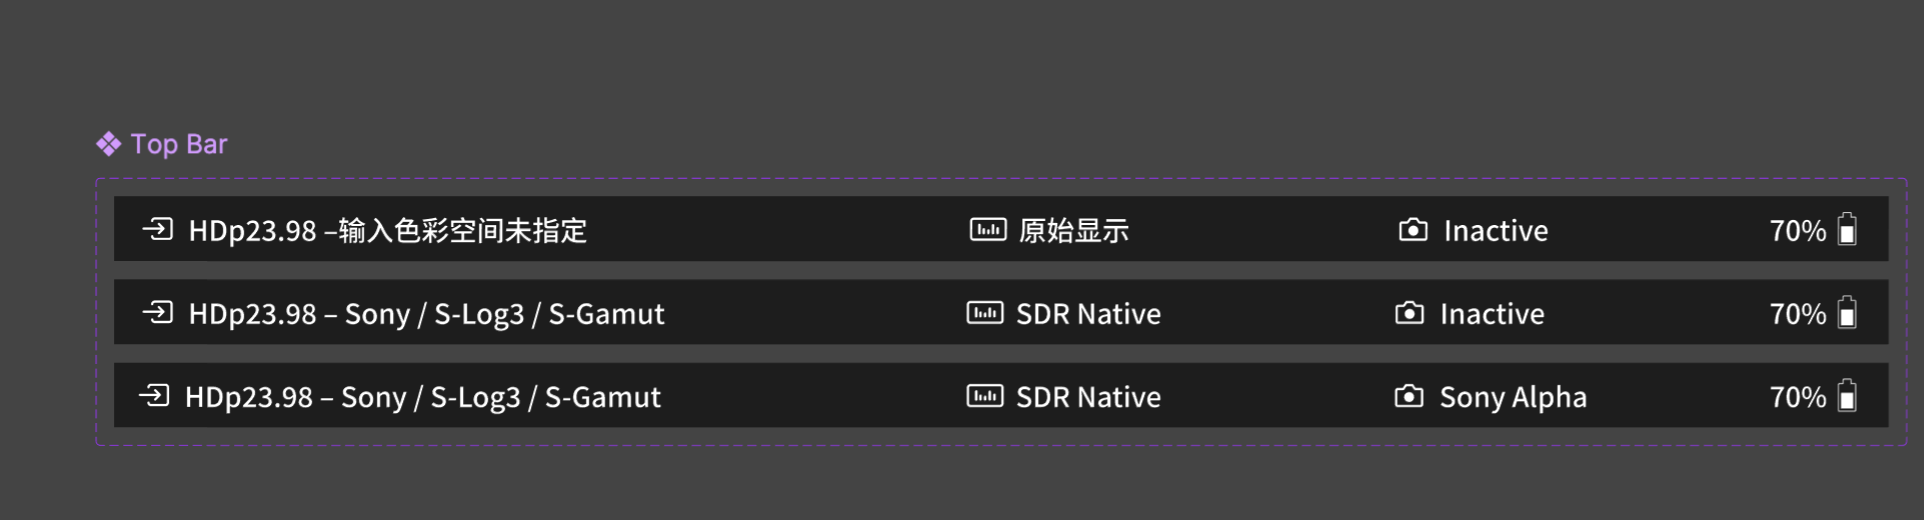 Top Bar
HDp23.98 –输入色彩空间未指定 原始显示 Inactive 70%
HDp23.98 – Sony / S-Log3 / S-Gamut SDR Native Inactive 70%
HDp23.98 – Sony / S-Log3 / S-Gamut SDR Native Sony Alpha 70%